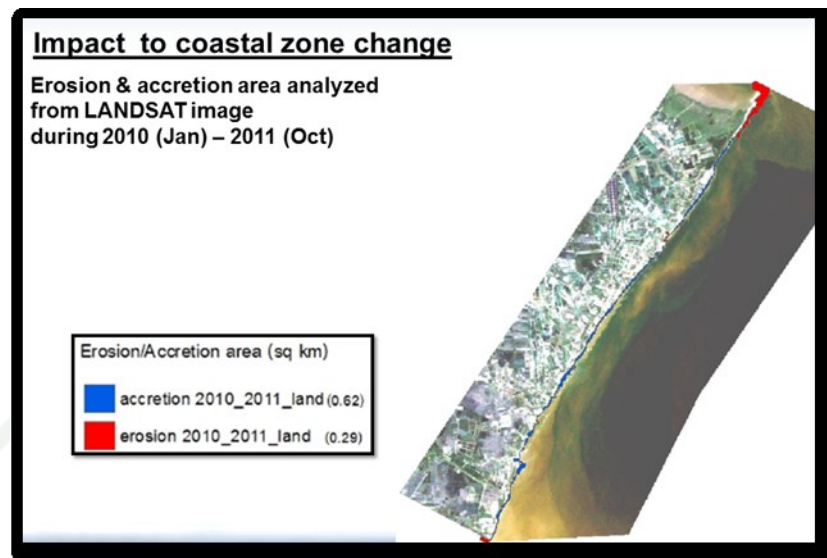 Impact to coastal zone change
Erosion & accretion area analyzed
from LANDSAT image
during 2010 (Jan) – 2011 (Oct)
Erosion/Accretion area (sq km)
accretion 2010_2011_land (0.62)
erosion 2010_2011_land (0.29)